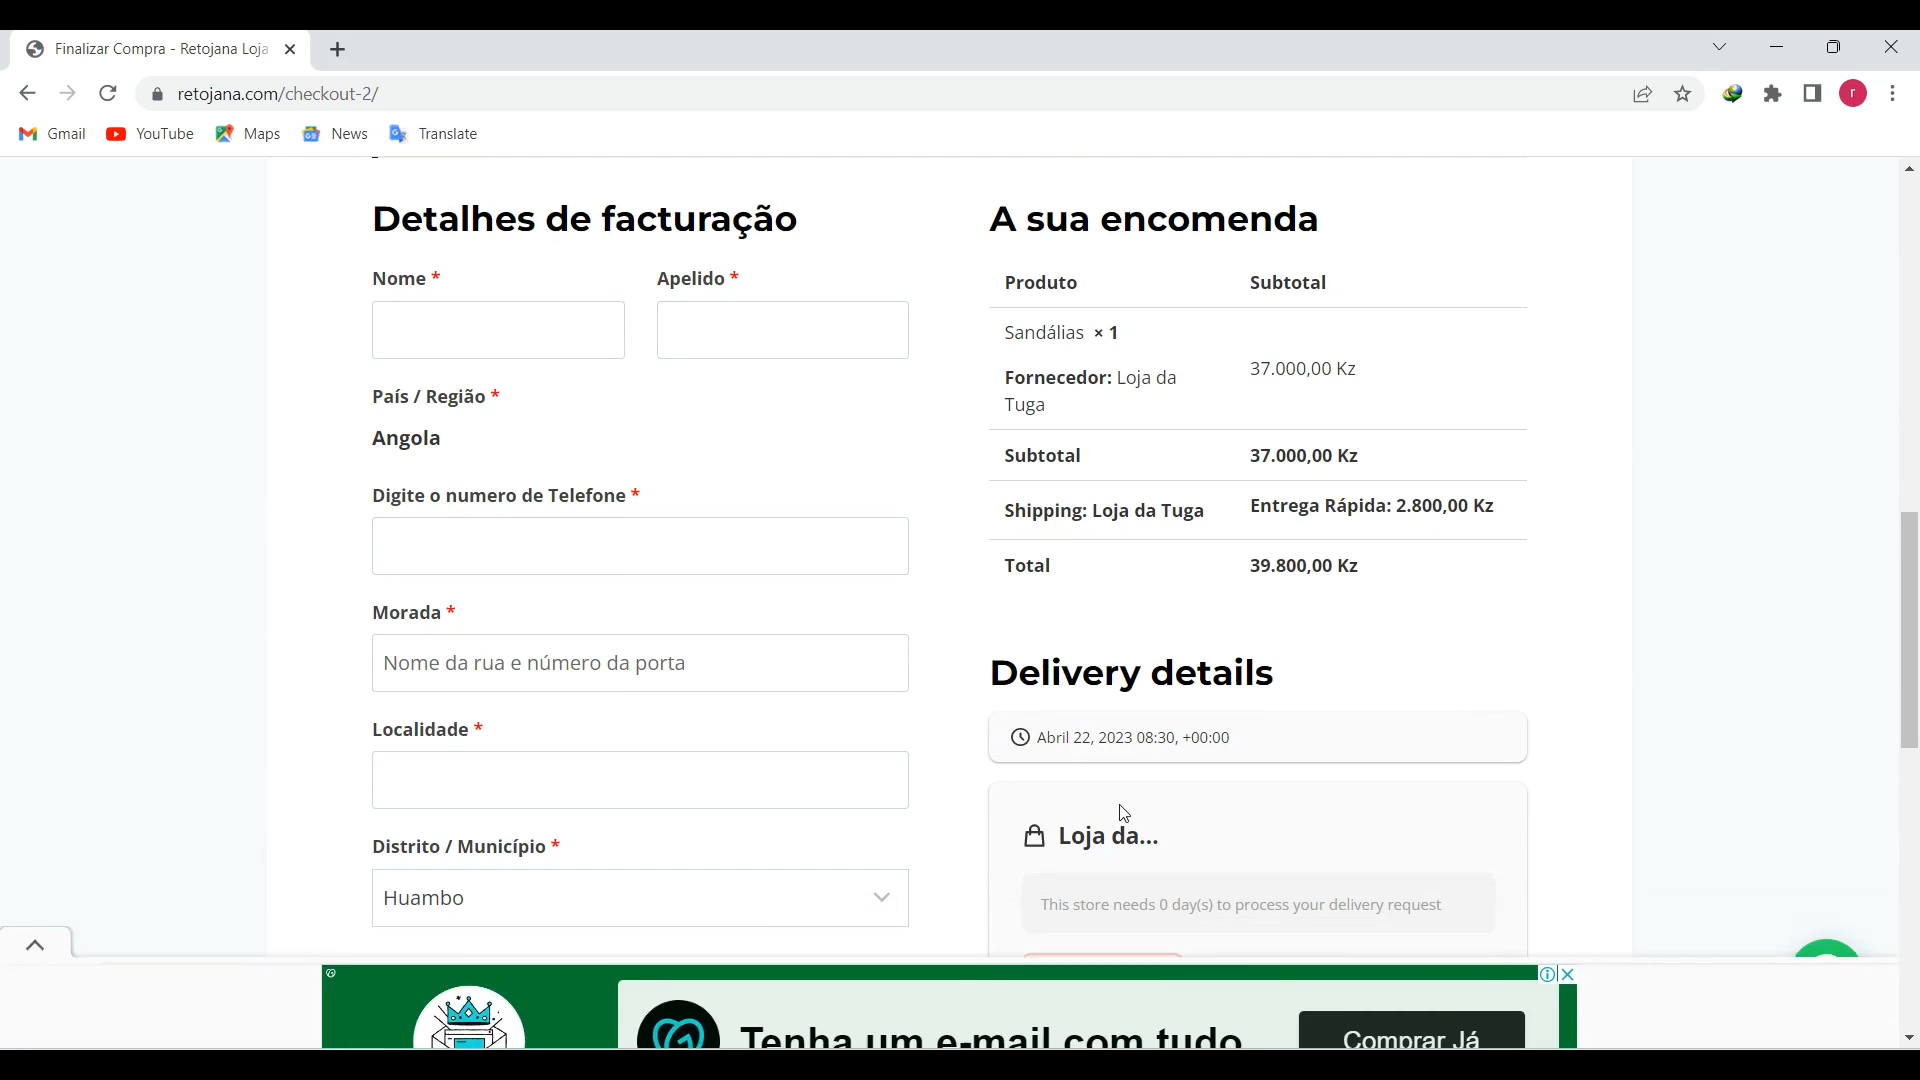 Finalizar Compra - Retojana Loja
retojana.com/checkout-2/
r
Gmail
YouTube
Maps
News
Translate
Detalhes de facturação
Nome *
Apelido *
País / Região *
Angola
Digite o numero de Telefone *
Morada *
Nome da rua e número da porta
Localidade *
Distrito / Município *
Huambo
A sua encomenda
Produto
Subtotal
Sandálias × 1
Fornecedor: Loja da
Tuga
37.000,00 Kz
Subtotal
37.000,00 Kz
Shipping: Loja da Tuga
Entrega Rápida: 2.800,00 Kz
Total
39.800,00 Kz
Delivery details
Abril 22, 2023 08:30, +00:00
Loja da...
This store needs 0 day(s) to process your delivery request
Tenha um e-mail com tudo
Comprar Já